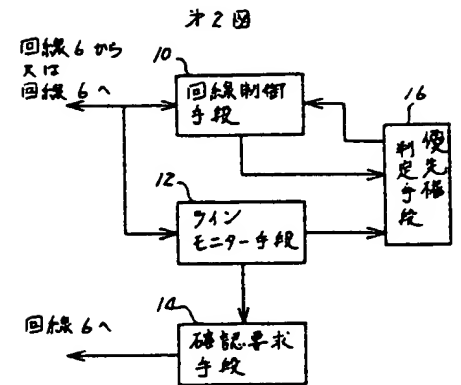 第2図
回線6から
又は
回線6へ
10
回線制御
手段
16
優先権
判定手段
12
ライン
モニター手段
14
回線6へ
確認要求
手段